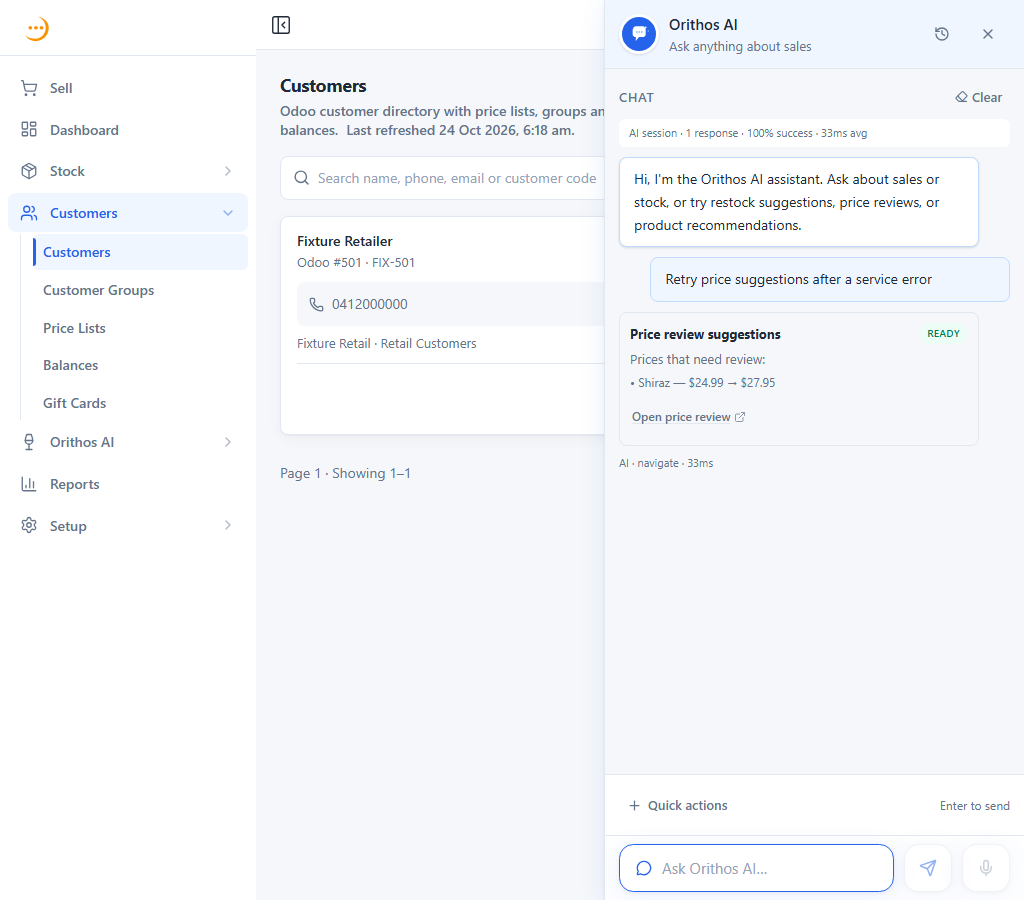 Sell
Dashboard
Stock
Customers
Customers
Customer Groups
Price Lists
Balances
Gift Cards
Orithos AI
Reports
Setup
Customers
Odoo customer directory with price lists, groups an
balances. Last refreshed 24 Oct 2026, 6:18 am.
Search name, phone, email or customer code
Fixture Retailer
Odoo #501 · FIX-501
0412000000
Fixture Retail · Retail Customers
Page 1 · Showing 1–1
Orithos AI
Ask anything about sales
CHAT
Clear
AI session · 1 response · 100% success · 33ms avg
Hi, I'm the Orithos AI assistant. Ask about sales or
stock, or try restock suggestions, price reviews, or
product recommendations.
Retry price suggestions after a service error
Price review suggestions
READY
Prices that need review:
• Shiraz — $24.99 → $27.95
Open price review
AI · navigate · 33ms
Quick actions
Enter to send
Ask Orithos AI...